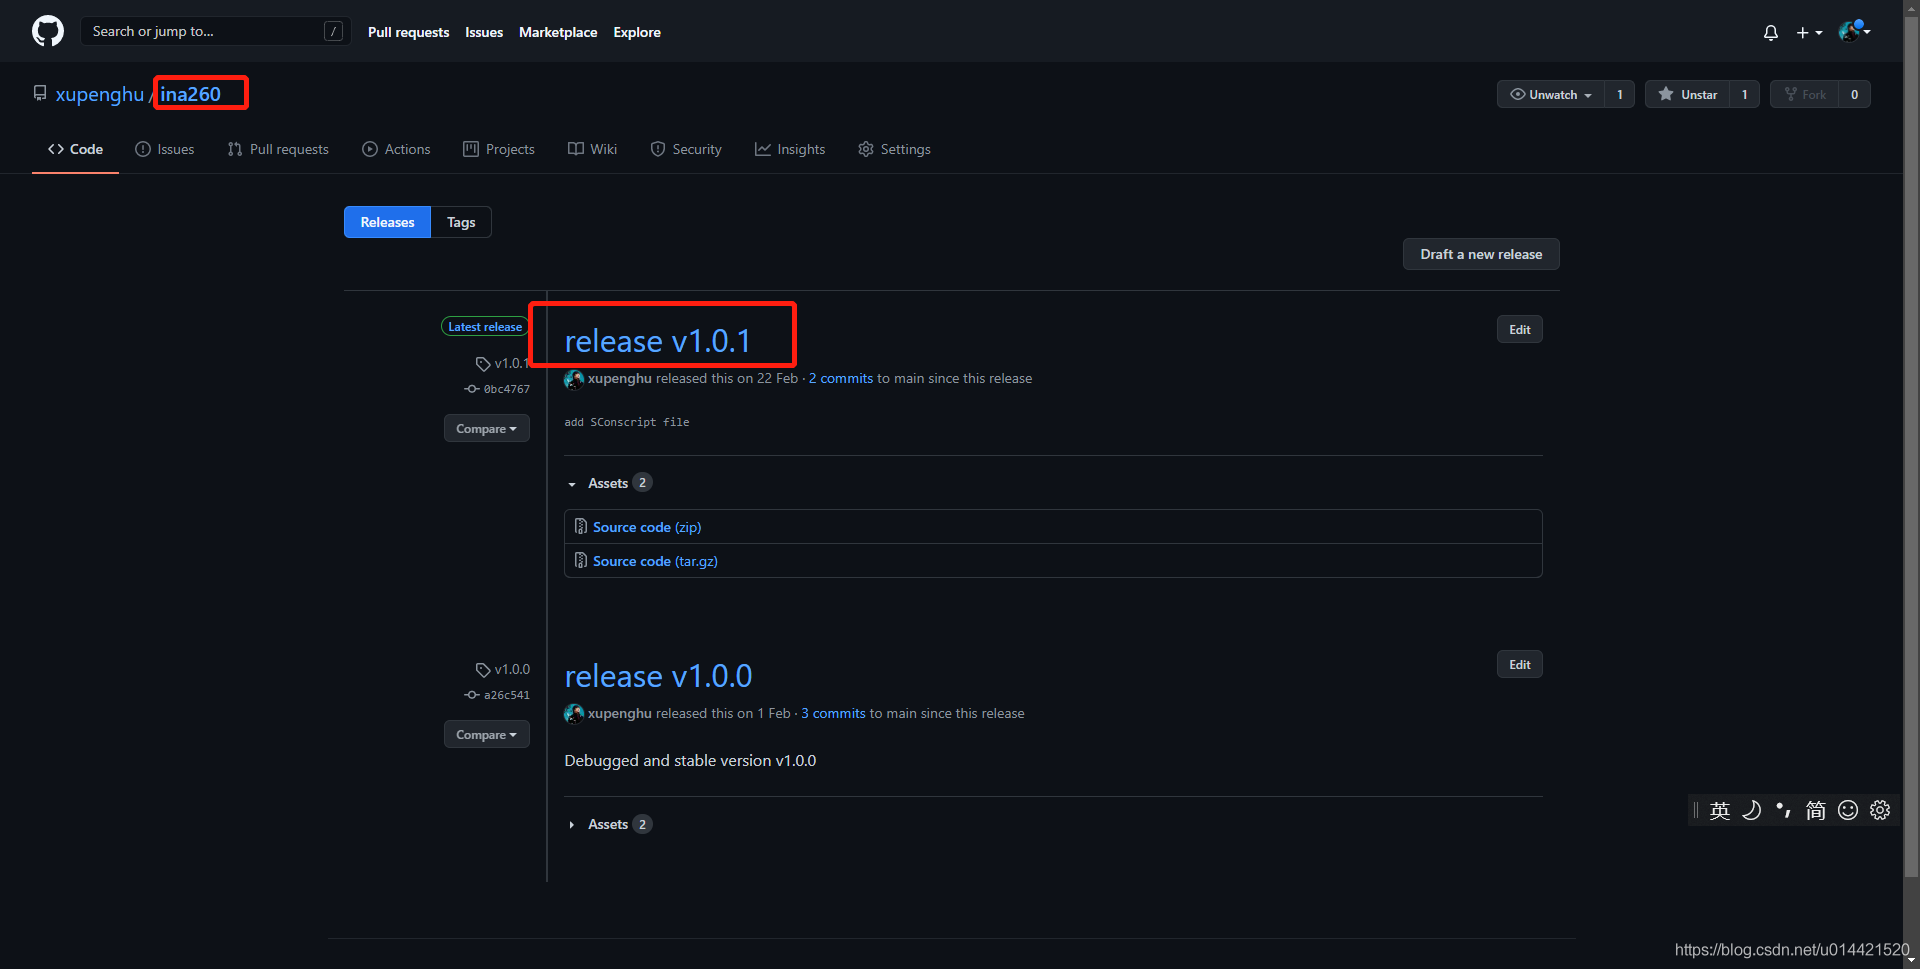 Search or jump to... /
Pull requests Issues Marketplace Explore
xupenghu / ina260
Unwatch 1 Unstar 1 Fork 0
Code Issues Pull requests Actions Projects Wiki Security Insights Settings
Releases Tags
Draft a new release
Latest release
v1.0.1
0bc4767
Compare
release v1.0.1
Edit
xupenghu released this on 22 Feb · 2 commits to main since this release
add SConscript file
Assets 2
Source code (zip)
Source code (tar.gz)
v1.0.0
a26c541
Compare
release v1.0.0
Edit
xupenghu released this on 1 Feb · 3 commits to main since this release
Debugged and stable version v1.0.0
Assets 2
英 简
https://blog.csdn.net/u014421520